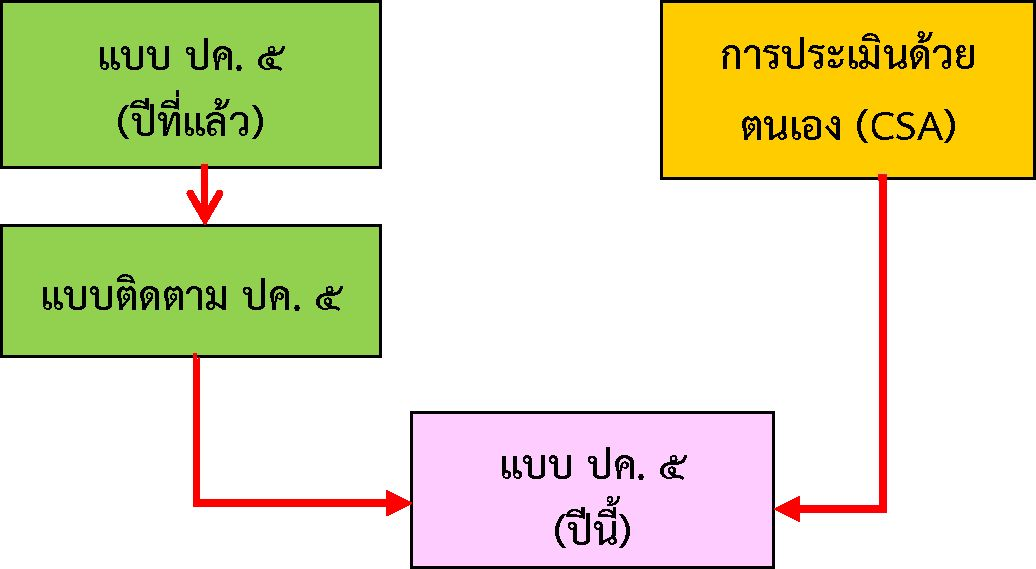 แบบ ปค. ๕
(ปีที่แล้ว)
การประเมินด้วย
ตนเอง (CSA)
แบบติดตาม ปค. ๕
แบบ ปค. ๕
(ปีนี้)